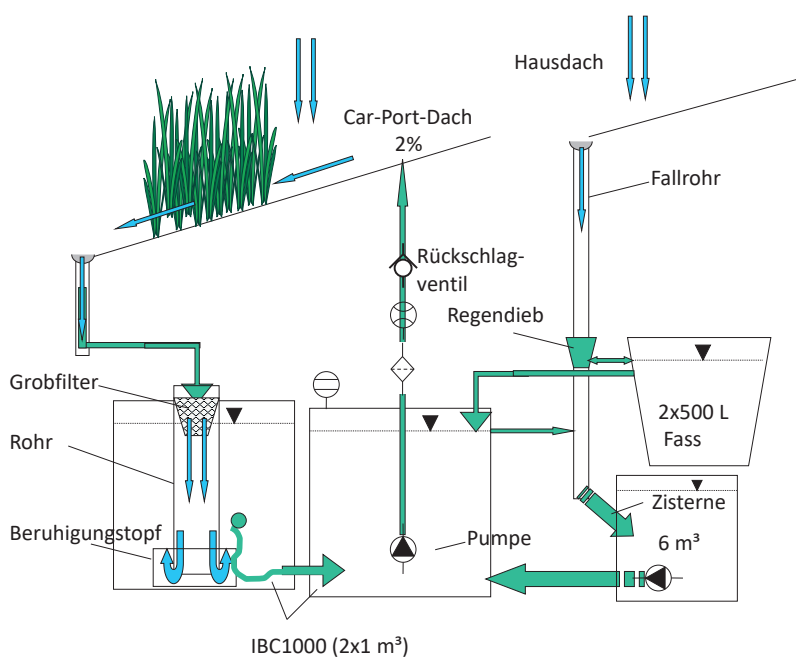 Hausdach
Car-Port-Dach
2%
Fallrohr
Rückschlag-
ventil
Regendieb
Grobfilter
2x500 L
Fass
Rohr
Zisterne
Beruhigungstopf
Pumpe
6 m³
IBC1000 (2x1 m³)